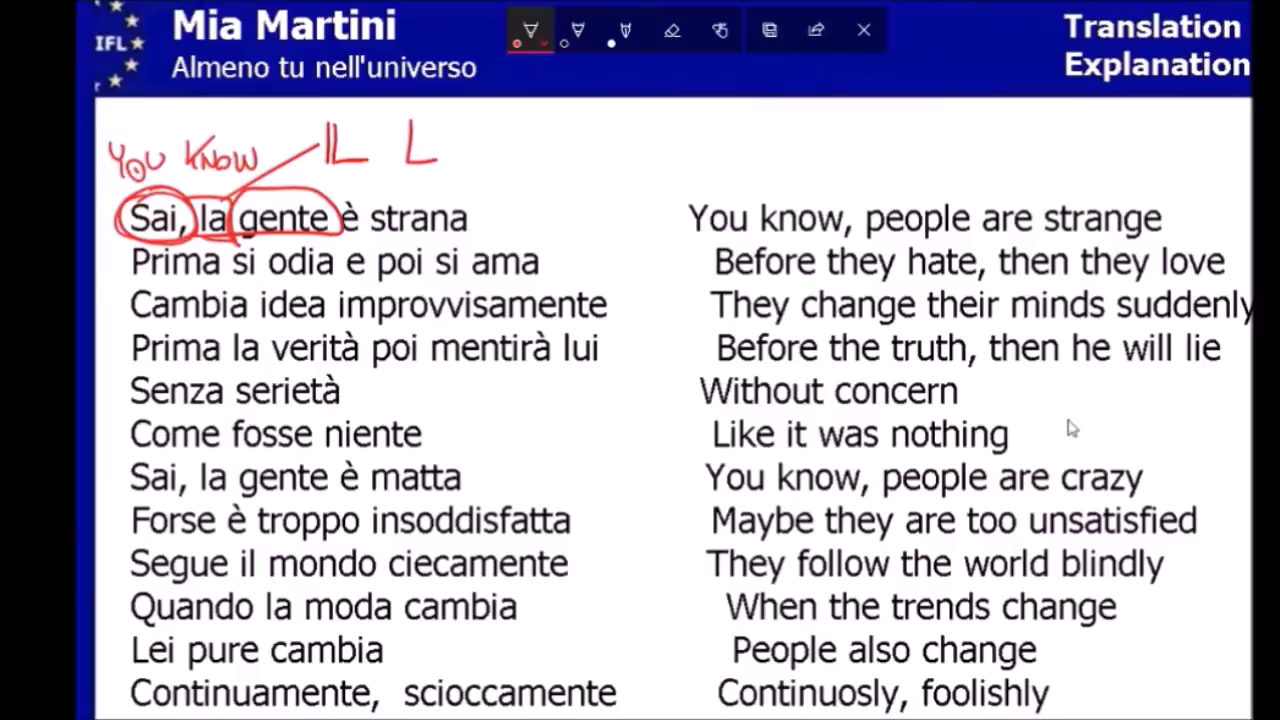 IFL
Mia Martini
Almeno tu nell'universo
Translation
Explanation
YOU KNOW IL L
Sai, la gente è strana You know, people are strange
Prima si odia e poi si ama Before they hate, then they love
Cambia idea improvvisamente They change their minds suddenly
Prima la verità poi mentirà lui Before the truth, then he will lie
Senza serietà Without concern
Come fosse niente Like it was nothing
Sai, la gente è matta You know, people are crazy
Forse è troppo insoddisfatta Maybe they are too unsatisfied
Segue il mondo ciecamente They follow the world blindly
Quando la moda cambia When the trends change
Lei pure cambia People also change
Continuamente, scioccamente Continuosly, foolishly